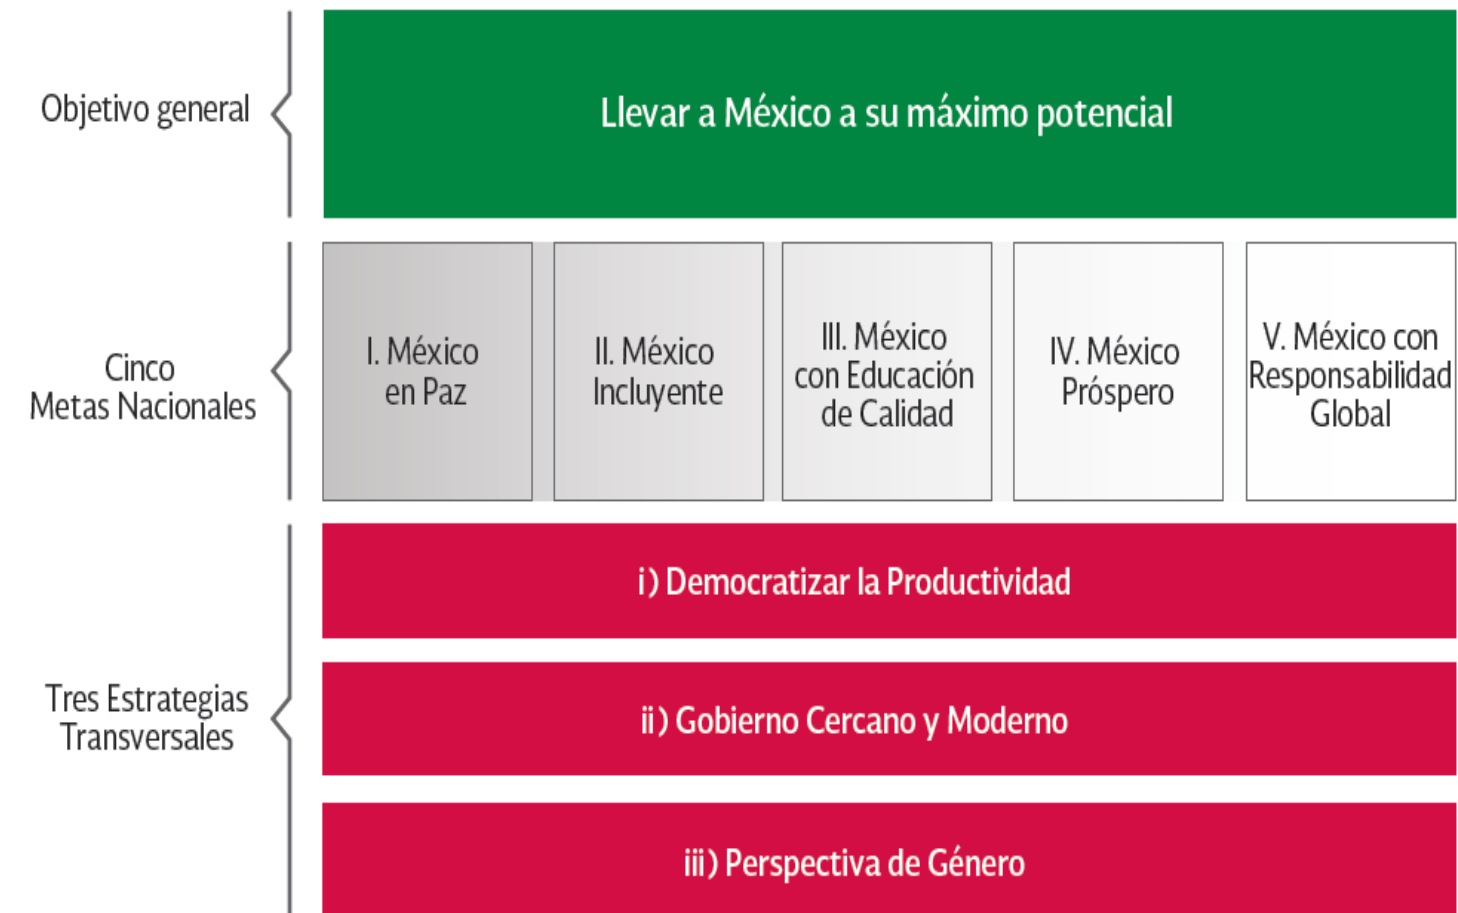 Objetivo general
Llevar a México a su máximo potencial
Cinco
Metas Nacionales
I. México
en Paz
II. México
Incluyente
III. México
con Educación
de Calidad
IV. México
Próspero
V. México con
Responsabilidad
Global
Tres Estrategias
Transversales
i) Democratizar la Productividad
ii) Gobierno Cercano y Moderno
iii) Perspectiva de Género